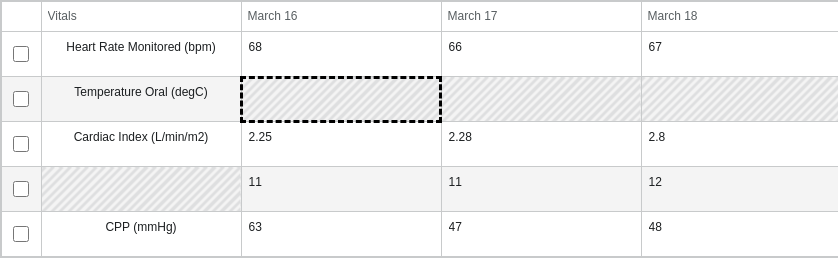 Vitals March 16 March 17 March 18
Heart Rate Monitored (bpm) 68 66 67
Temperature Oral (degC)
Cardiac Index (L/min/m2) 2.25 2.28 2.8
11 11 12
CPP (mmHg) 63 47 48